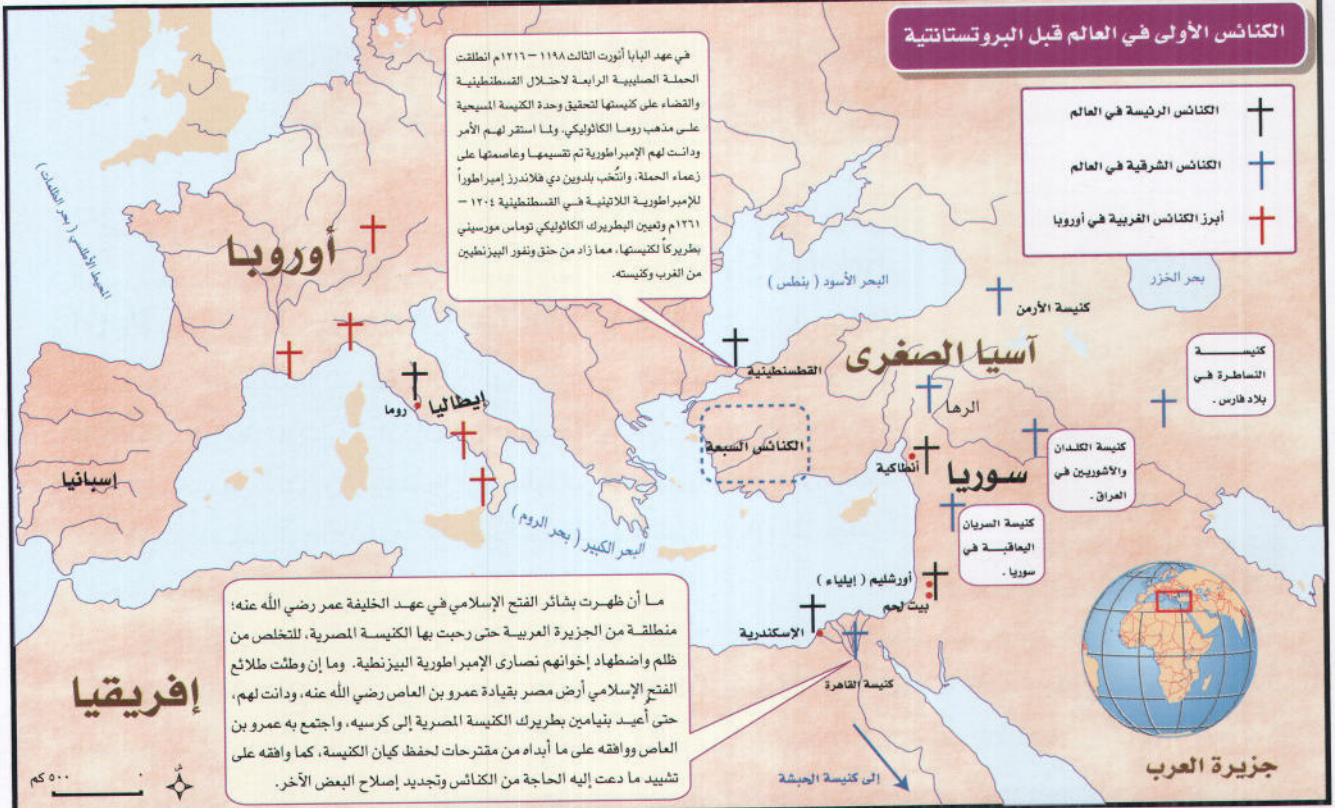 الكنائس الأولى في العالم قبل البروتستانتية
الكنائس الرئيسة في العالم
الكنائس الشرقية في العالم
أبرز الكنائس الغربية في أوروبا
في عهد البابا أنورت الثالث ١١٩٨ – ١٢١٦م انطلقت
الحملة الصليبية الرابعة لاحتلال القسطنطينية
والقضاء على كنيستها لتحقيق وحدة الكنيسة المسيحية
على مذهب روما الكاثوليكي. ولما استقر لهم الأمر
ودانت لهم الإمبراطورية تم تقسيمها وعاصمتها على
زعماء الحملة، وانتُخب بلدوين دي فلاندرز إمبراطوراً
للإمبراطورية اللاتينية في القسطنطينية ١٢٠٤ –
١٢٦١م وتعيين البطريرك الكاثوليكي توماس مورسيني
بطريركاً لكنيستها، مما زاد من حنق ونفور البيزنطيين
من الغرب وكنيسته.
المحيط الأطلسي ( بحر الظلمات )
أوروبا
البحر الأسود ( بنطس )
بحر الخزر
كنيسة الأرمن
آسيا الصغرى
القطسنطينية
كنيسة
النساطرة في
بلاد فارس .
الرها
إيطاليا
روما
الكنائس السبعة
أنطاكية
سوريا
كنيسة الكلدان
والآشوريين في
العراق .
إسبانيا
البحر الكبير ( بحر الروم )
كنيسة السريان
اليعاقبة في
سوريا .
أورشليم ( إيلياء )
بيت لحم
الإسكندرية
كنيسة القاهرة
ما أن ظهرت بشائر الفتح الإسلامي في عهد الخليفة عمر رضي الله عنه؛
منطلقة من الجزيرة العربية حتى رحبت بها الكنيسة المصرية، للتخلص من
ظلم واضطهاد إخوانهم نصارى الإمبراطورية البيزنطية. وما إن وطئت طلائع
الفتح الإسلامي أرض مصر بقيادة عمرو بن العاص رضي الله عنه، ودانت لهم،
حتى أُعيد بنيامين بطريرك الكنيسة المصرية إلى كرسيه، واجتمع به عمرو بن
العاص ووافقه على ما أبداه من مقترحات لحفظ كيان الكنيسة، كما وافقه على
تشييد ما دعت إليه الحاجة من الكنائس وتجديد إصلاح البعض الآخر.
إفريقيا
إلى كنيسة الحبشة
جزيرة العرب
٠ ٥٠٠ كم